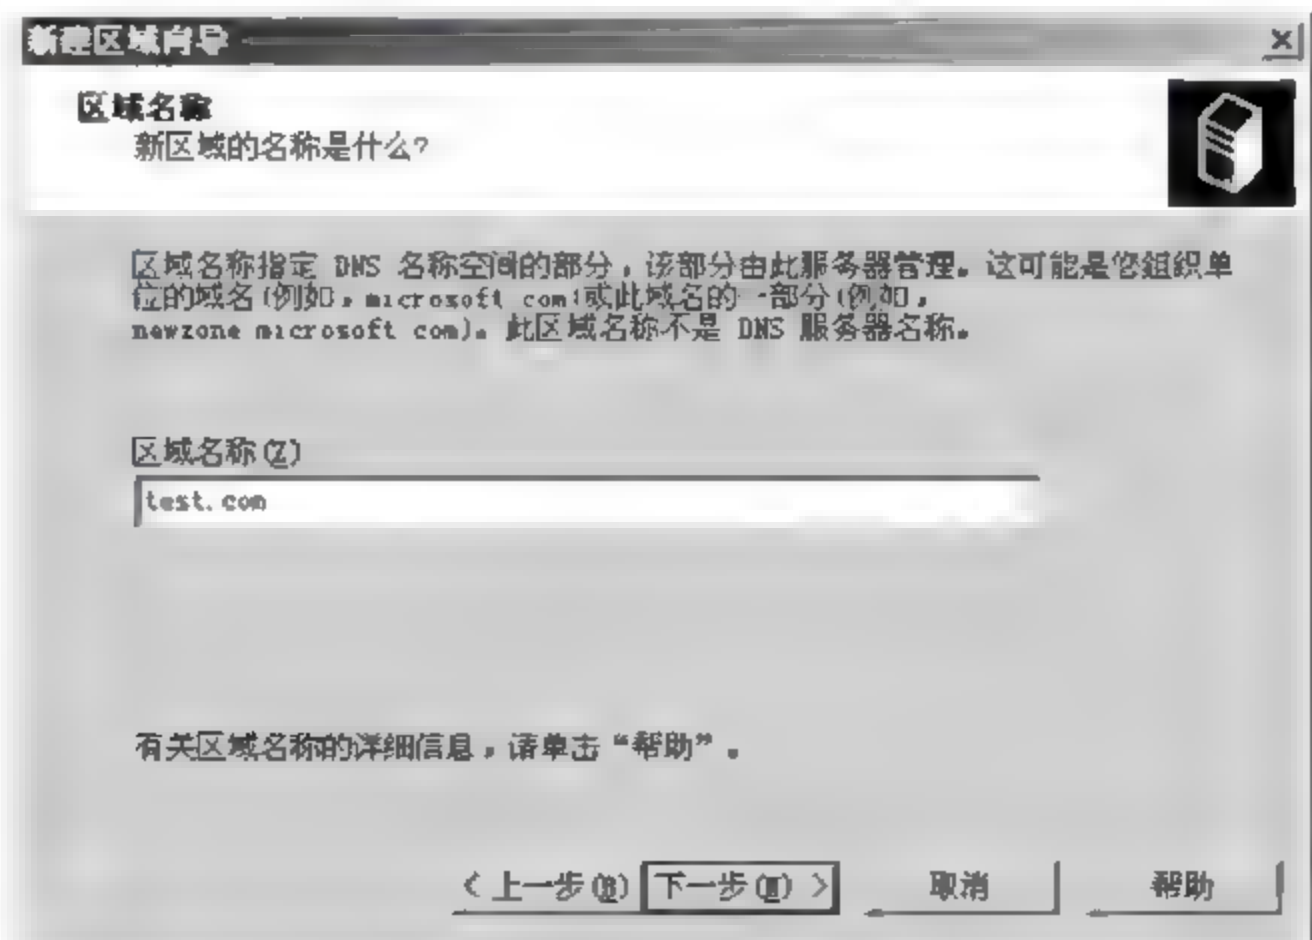 新建区域向导
区域名称
新区域的名称是什么?
区域名称指定 DNS 名称空间的部分，该部分由此服务器管理。这可能是您组织单
位的域名(例如，microsoft com)或此域名的一部分(例如，
newzone microsoft com)。此区域名称不是 DNS 服务器名称。
区域名称(Z)
test.com
有关区域名称的详细信息，请单击“帮助”。
< 上一步(B) 下一步(N) > 取消 帮助